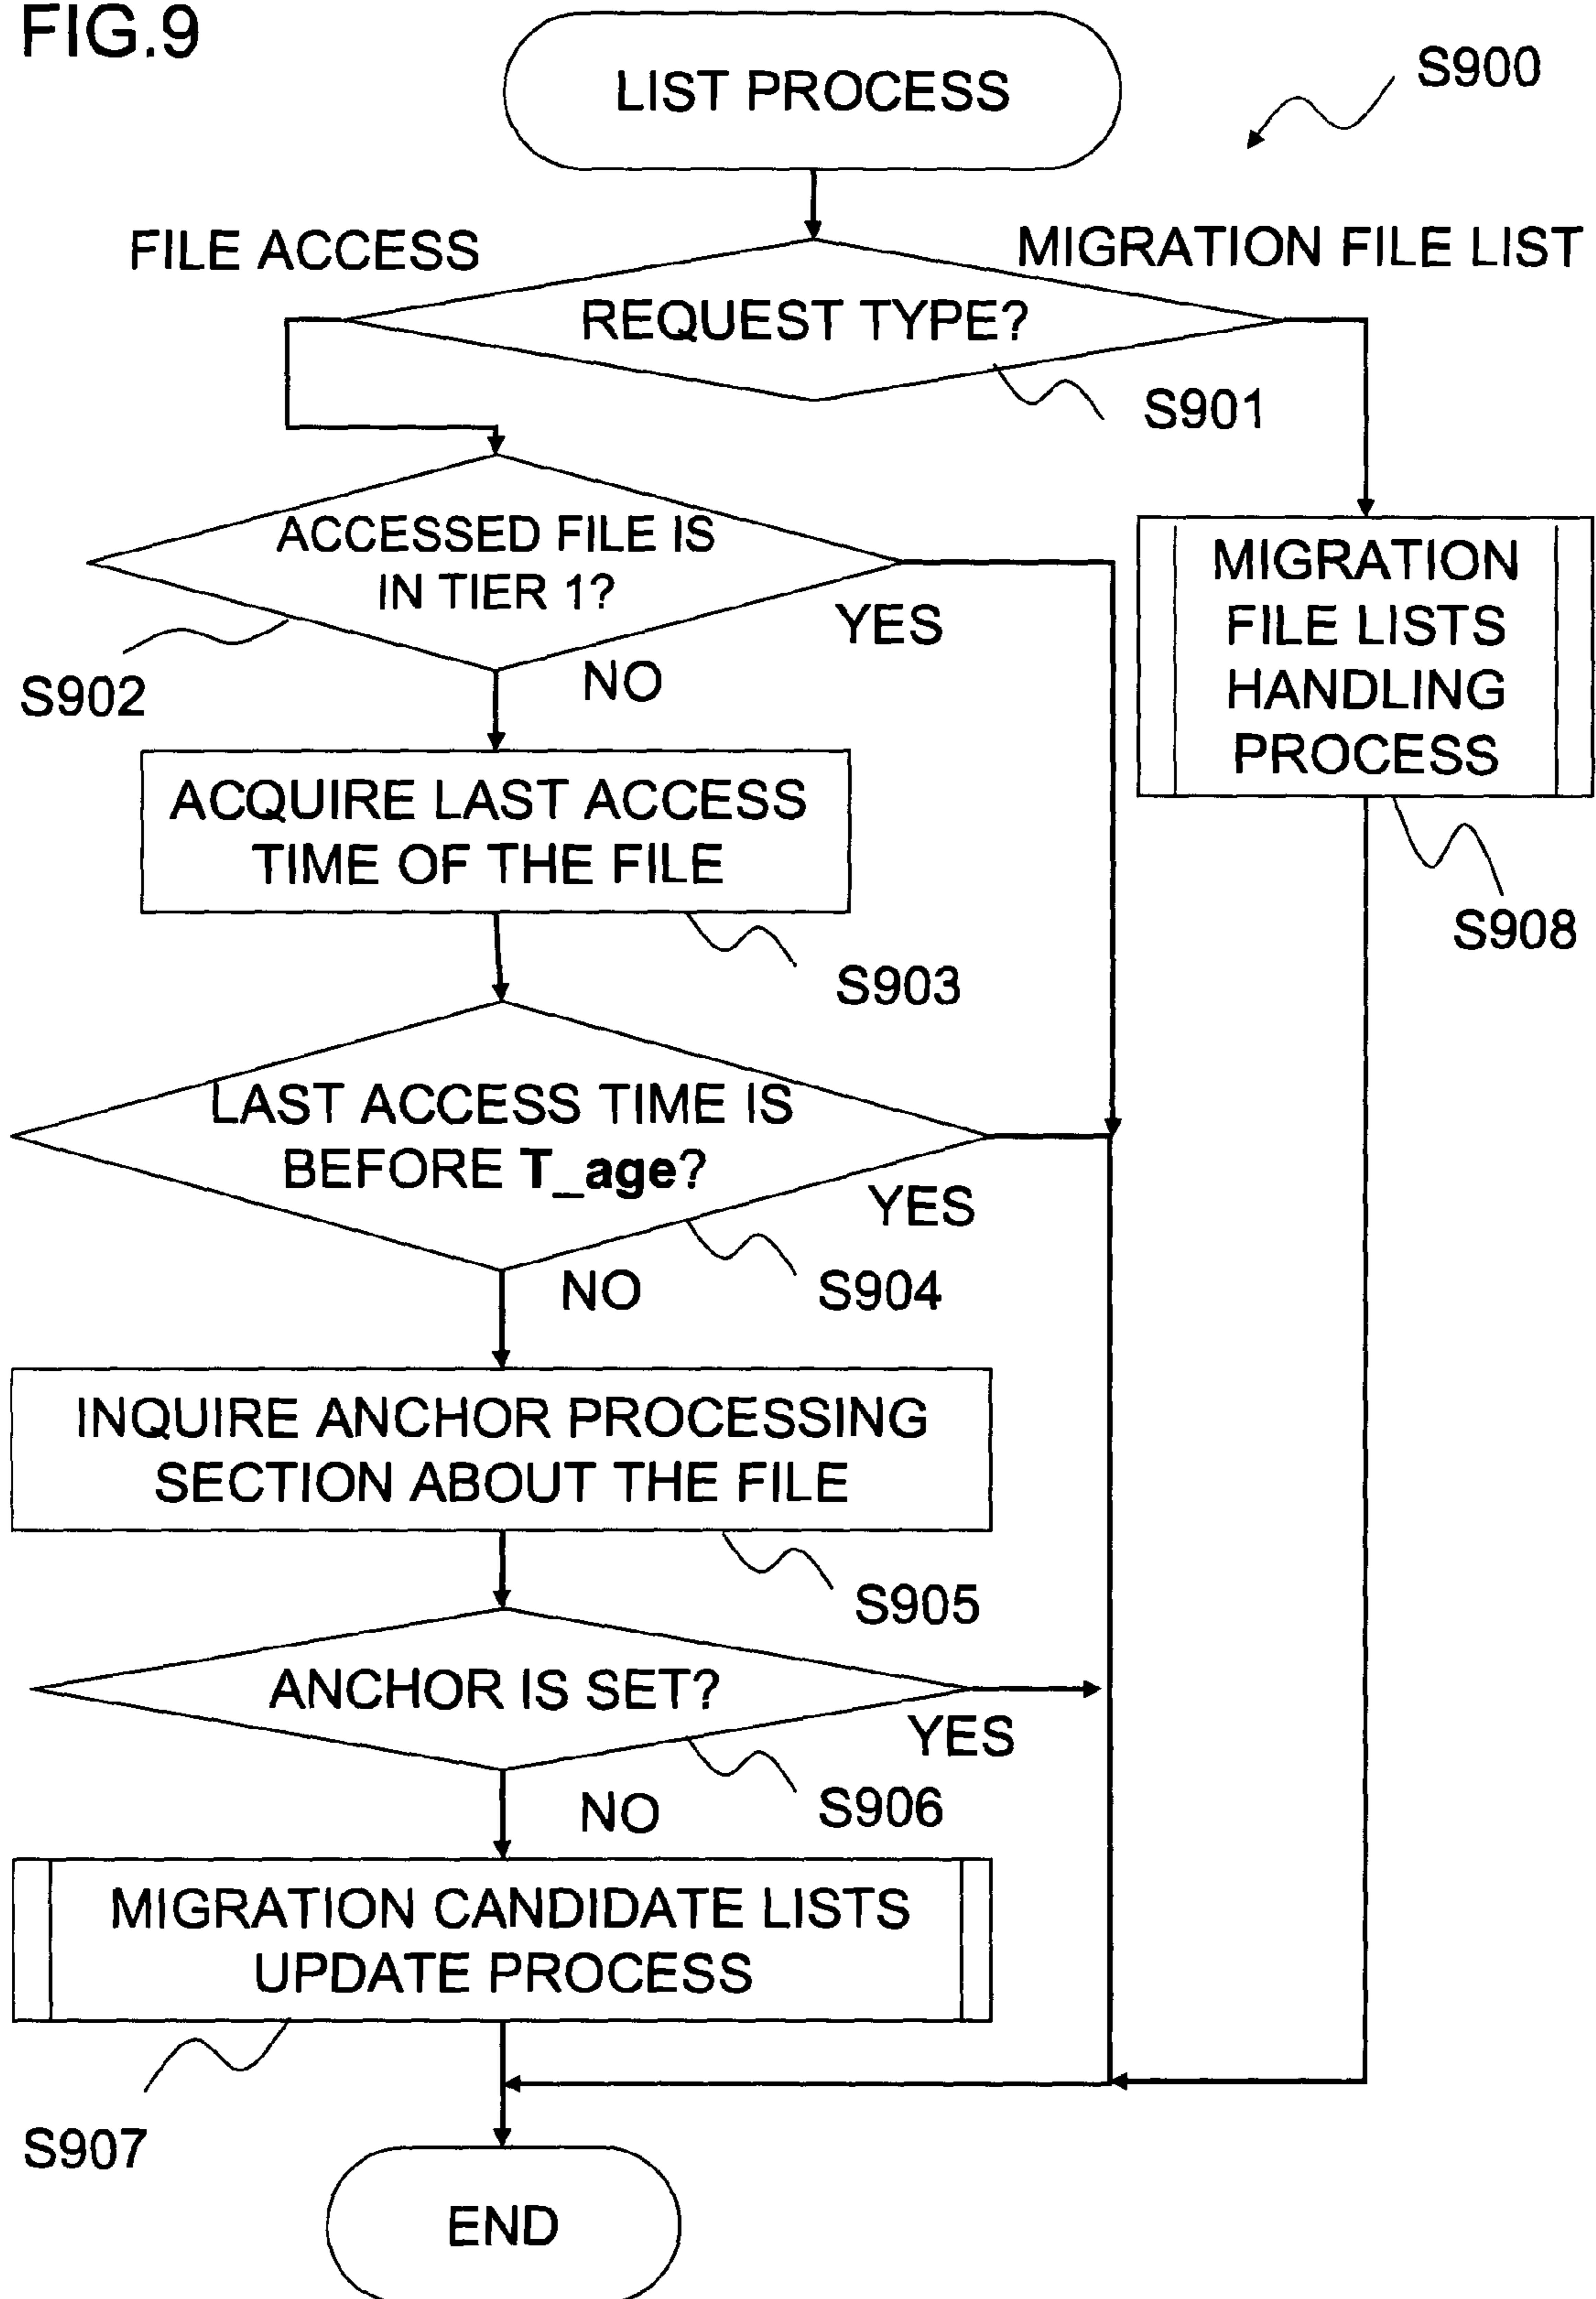 FIG.9
LIST PROCESS
S900
FILE ACCESS
MIGRATION FILE LIST
REQUEST TYPE?
S901
ACCESSED FILE IS
IN TIER 1?
YES
NO
S902
MIGRATION
FILE LISTS
HANDLING
PROCESS
S908
ACQUIRE LAST ACCESS
TIME OF THE FILE
S903
LAST ACCESS TIME IS
BEFORE T_age?
YES
NO
S904
INQUIRE ANCHOR PROCESSING
SECTION ABOUT THE FILE
S905
ANCHOR IS SET?
YES
NO
S906
MIGRATION CANDIDATE LISTS
UPDATE PROCESS
S907
END